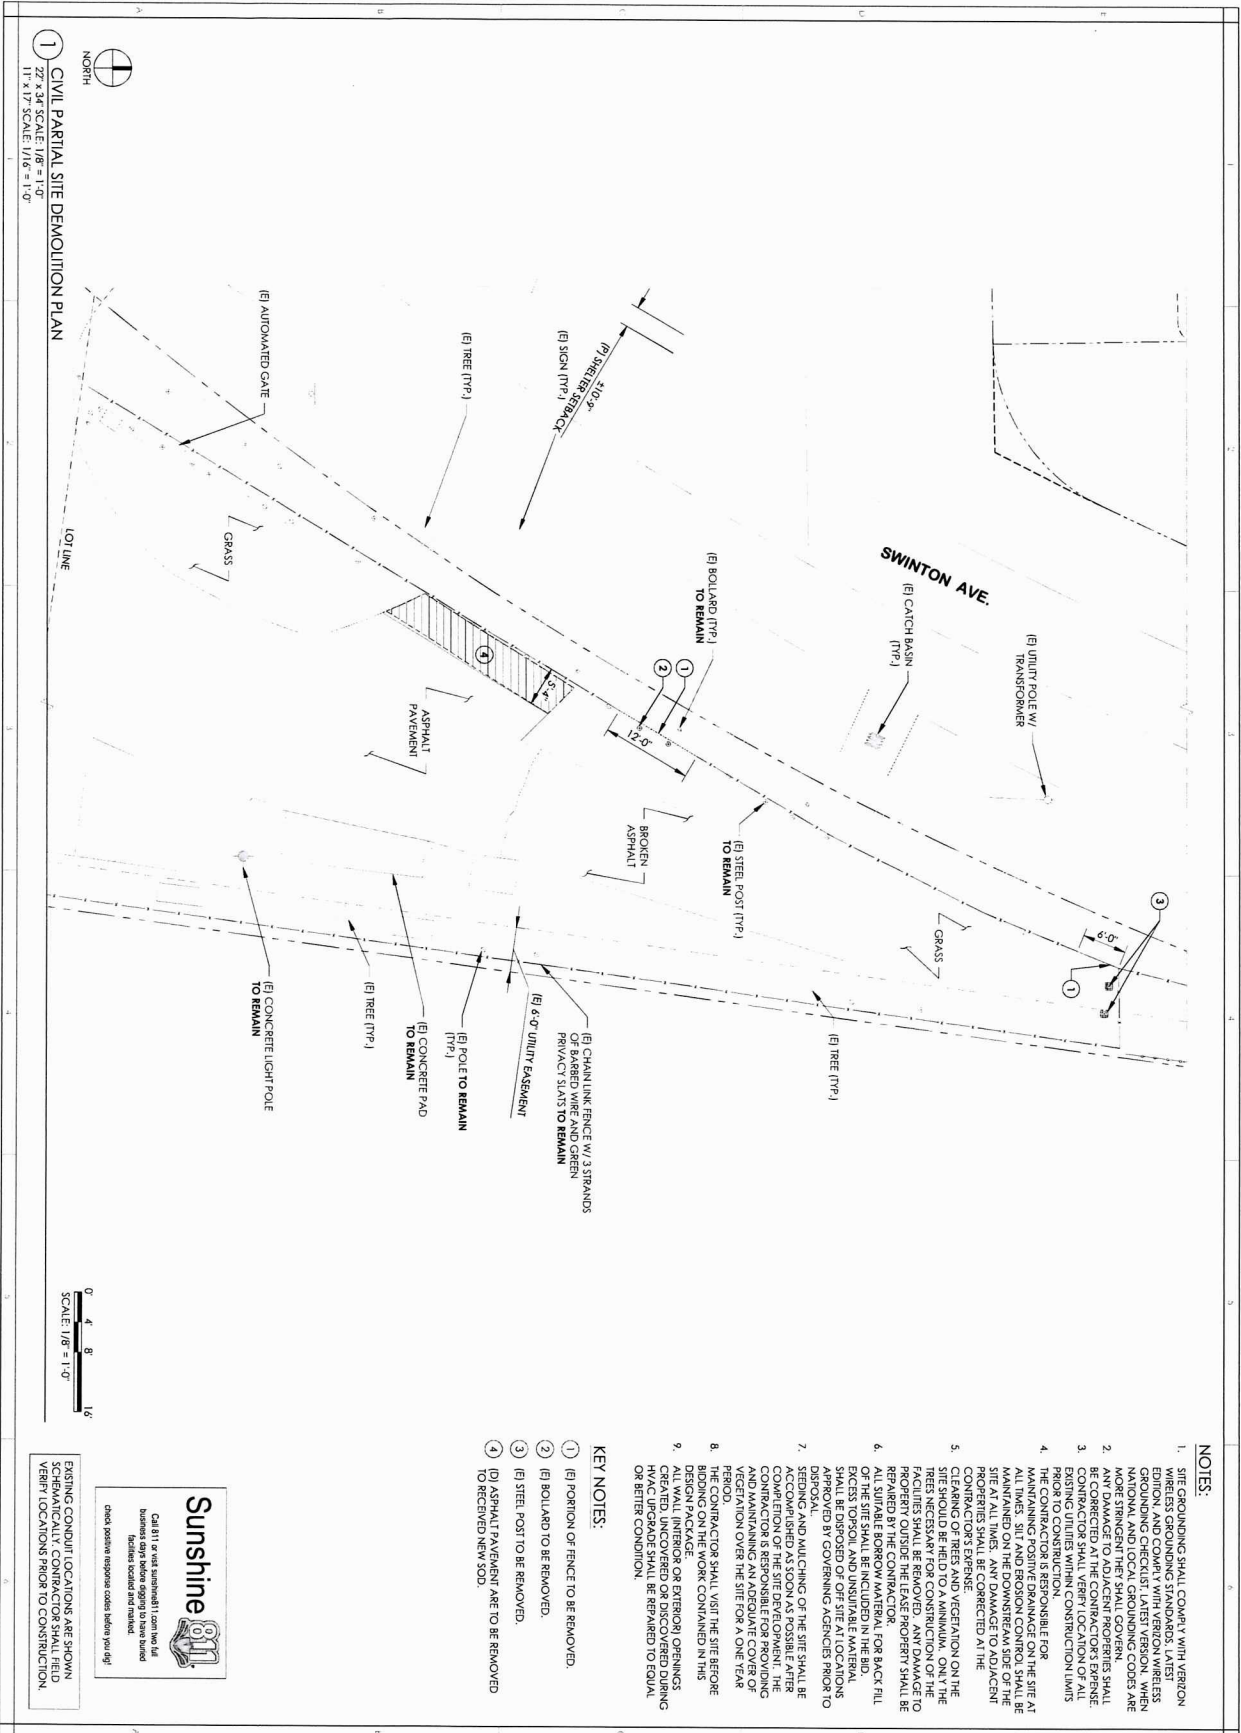 NOTES:
1. SITE GROUNDING SHALL COMPLY WITH VERIZON
WIRELESS GROUNDING STANDARDS, LATEST
EDITION, AND COMPLY WITH VERIZON WIRELESS
GROUNDING CHECKLIST, LATEST VERSION. WHEN
NATIONAL AND LOCAL GROUNDING CODES ARE
MORE STRINGENT THEY SHALL GOVERN.
2. ANY DAMAGE TO ADJACENT PROPERTIES SHALL
BE CORRECTED AT THE CONTRACTOR'S EXPENSE.
3. CONTRACTOR SHALL VERIFY LOCATION OF ALL
EXISTING UTILITIES WITHIN CONSTRUCTION LIMITS
PRIOR TO CONSTRUCTION.
4. THE CONTRACTOR IS RESPONSIBLE FOR
MAINTAINING POSITIVE DRAINAGE ON THE SITE AT
ALL TIMES. SILT AND EROSION CONTROL SHALL BE
MAINTAINED ON THE DOWNSTREAM SIDE OF THE
SITE AT ALL TIMES. ANY DAMAGE TO ADJACENT
PROPERTIES SHALL BE CORRECTED AT THE
CONTRACTOR'S EXPENSE.
5. CLEARING OF TREES AND VEGETATION ON THE
SITE SHOULD BE HELD TO A MINIMUM. ONLY THE
TREES NECESSARY FOR CONSTRUCTION OF THE
FACILITIES SHALL BE REMOVED. ANY DAMAGE TO
PROPERTY OUTSIDE THE LEASE PROPERTY SHALL BE
REPAIRED BY THE CONTRACTOR.
6. ALL SUITABLE BORROW MATERIAL FOR BACK FILL
OF THE SITE SHALL BE INCLUDED IN THE BID.
EXCESS TOPSOIL AND UNSUITABLE MATERIAL
SHALL BE DISPOSED OF OFF SITE AT LOCATIONS
APPROVED BY GOVERNING AGENCIES PRIOR TO
DISPOSAL.
7. SEEDING AND MULCHING OF THE SITE SHALL BE
ACCOMPLISHED AS SOON AS POSSIBLE AFTER
COMPLETION OF THE SITE DEVELOPMENT. THE
CONTRACTOR IS RESPONSIBLE FOR PROVIDING
AND MAINTAINING AN ADEQUATE COVER OF
VEGETATION OVER THE SITE FOR A ONE YEAR
PERIOD.
8. THE CONTRACTOR SHALL VISIT THE SITE BEFORE
BIDDING ON THE WORK CONTAINED IN THIS
DESIGN PACKAGE.
9. ALL WALL (INTERIOR OR EXTERIOR) OPENINGS
CREATED, UNCOVERED OR DISCOVERED DURING
HVAC UPGRADE SHALL BE REPAIRED TO EQUAL
OR BETTER CONDITION.
KEY NOTES:
1 (E) PORTION OF FENCE TO BE REMOVED.
2 (E) BOLLARD TO BE REMOVED.
3 (E) STEEL POST TO BE REMOVED.
4 (D) ASPHALT PAVEMENT ARE TO BE REMOVED
TO RECEIVED NEW SOD.
SWINTON AVE.
(E) UTILITY POLE W/
TRANSFORMER
(E) CATCH BASIN
(TYP.)
(E) BOLLARD (TYP.)
TO REMAIN
1
2
12'-0"
3
6'-0"
1
GRASS
(E) STEEL POST (TYP.)
TO REMAIN
(E) TREE (TYP.)
BROKEN
ASPHALT
±10'-9"
(P) SHELTER SETBACK
(E) SIGN (TYP.)
(E) TREE (TYP.)
5'-4"
4
ASPHALT
PAVEMENT
(E) CHAIN LINK FENCE W/ 3 STRANDS
OF BARBED WIRE AND GREEN
PRIVACY SLATS TO REMAIN
(E) 6'-0" UTILITY EASEMENT
(E) POLE TO REMAIN
(TYP.)
(E) CONCRETE PAD
TO REMAIN
(E) TREE (TYP.)
(E) CONCRETE LIGHT POLE
TO REMAIN
(E) AUTOMATED GATE
GRASS
LOT LINE
NORTH
1 CIVIL PARTIAL SITE DEMOLITION PLAN
22" x 34" SCALE: 1/8" = 1'-0"
11" x 17" SCALE: 1/16" = 1'-0"
0 4' 8' 16'
SCALE: 1/8" = 1'-0"
Sunshine 811
Call 811 or visit sunshine811.com two full
business days before digging to have buried
facilities located and marked.
check positive response codes before you dig!
EXISTING CONDUIT LOCATIONS ARE SHOWN
SCHEMATICALLY. CONTRACTOR SHALL FIELD
VERIFY LOCATIONS PRIOR TO CONSTRUCTION.